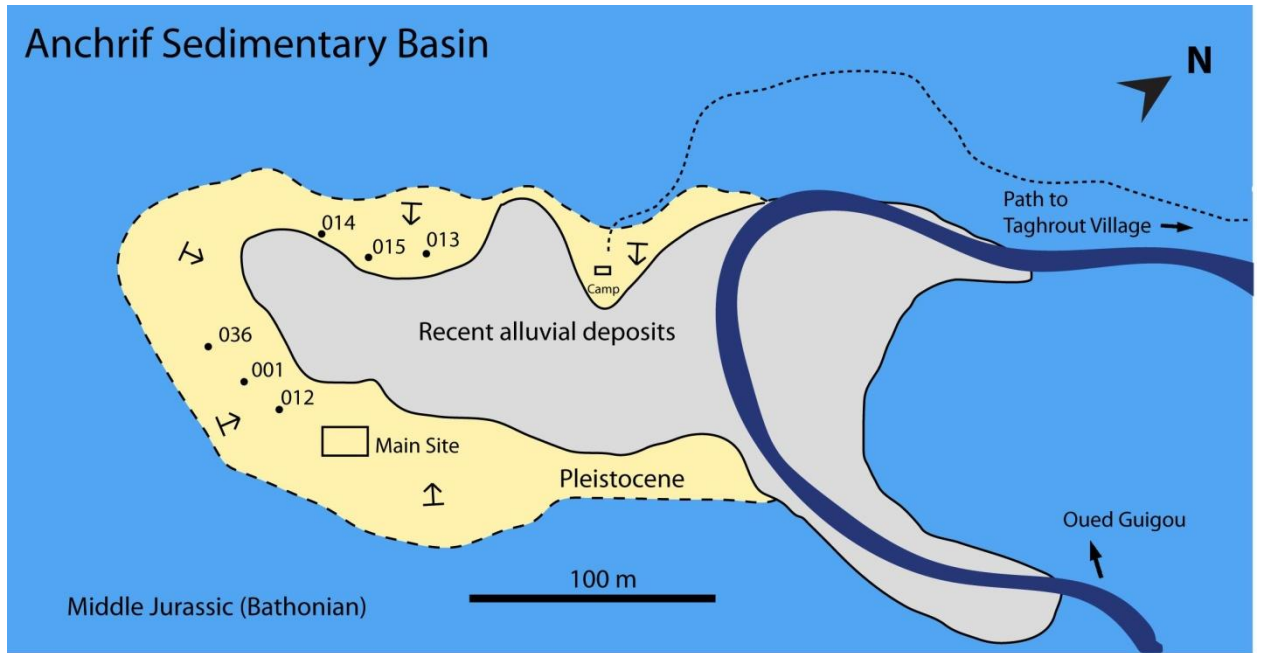 Anchrif Sedimentary Basin
N
Path to
Taghrout Village
014
015
013
Camp
036
001
012
Recent alluvial deposits
Main Site
Pleistocene
Oued Guigou
100 m
Middle Jurassic (Bathonian)